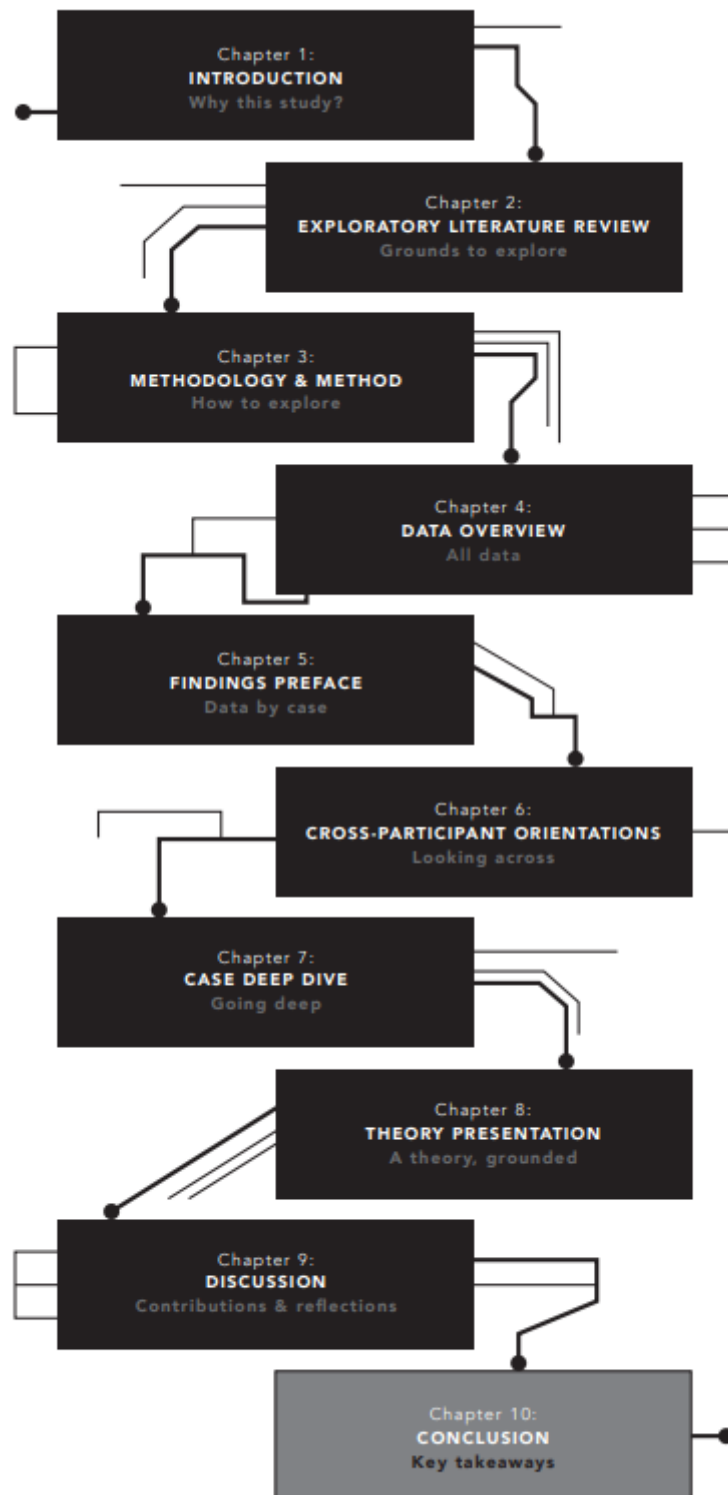 Chapter 1:
INTRODUCTION
Why this study?
Chapter 2:
EXPLORATORY LITERATURE REVIEW
Grounds to explore
Chapter 3:
METHODOLOGY & METHOD
How to explore
Chapter 4:
DATA OVERVIEW
All data
Chapter 5:
FINDINGS PREFACE
Data by case
Chapter 6:
CROSS-PARTICIPANT ORIENTATIONS
Looking across
Chapter 7:
CASE DEEP DIVE
Going deep
Chapter 8:
THEORY PRESENTATION
A theory, grounded
Chapter 9:
DISCUSSION
Contributions & reflections
Chapter 10:
CONCLUSION
Key takeaways